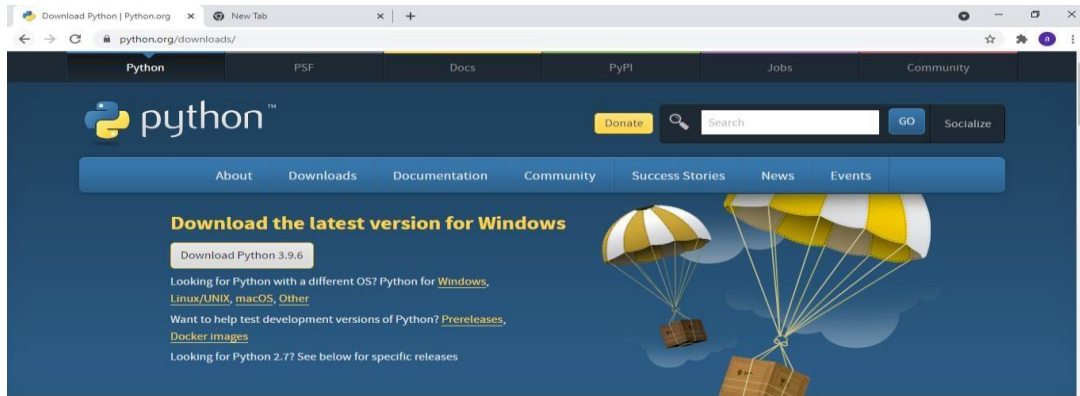 Download Python | Python.org
New Tab
python.org/downloads/
a
Python PSF Docs PyPI Jobs Community
python™
Donate Search GO Socialize
About Downloads Documentation Community Success Stories News Events
Download the latest version for Windows
Download Python 3.9.6
Looking for Python with a different OS? Python for Windows,
Linux/UNIX, macOS, Other
Want to help test development versions of Python? Prereleases,
Docker images
Looking for Python 2.7? See below for specific releases